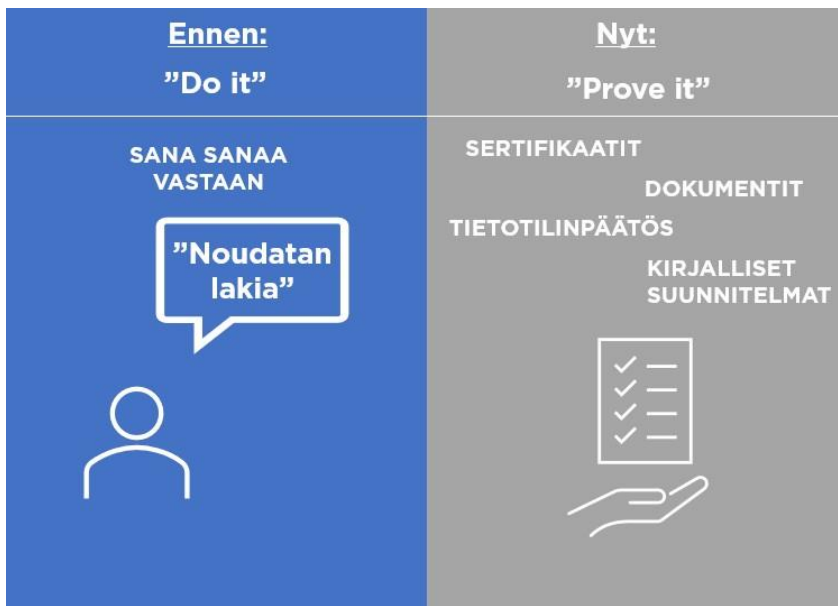 Ennen:
”Do it”
SANA SANAA
VASTAAN
”Noudatan
lakia”
Nyt:
”Prove it”
SERTIFIKAATIT
DOKUMENTIT
TIETOTILINPÄÄTÖS
KIRJALLISET
SUUNNITELMAT